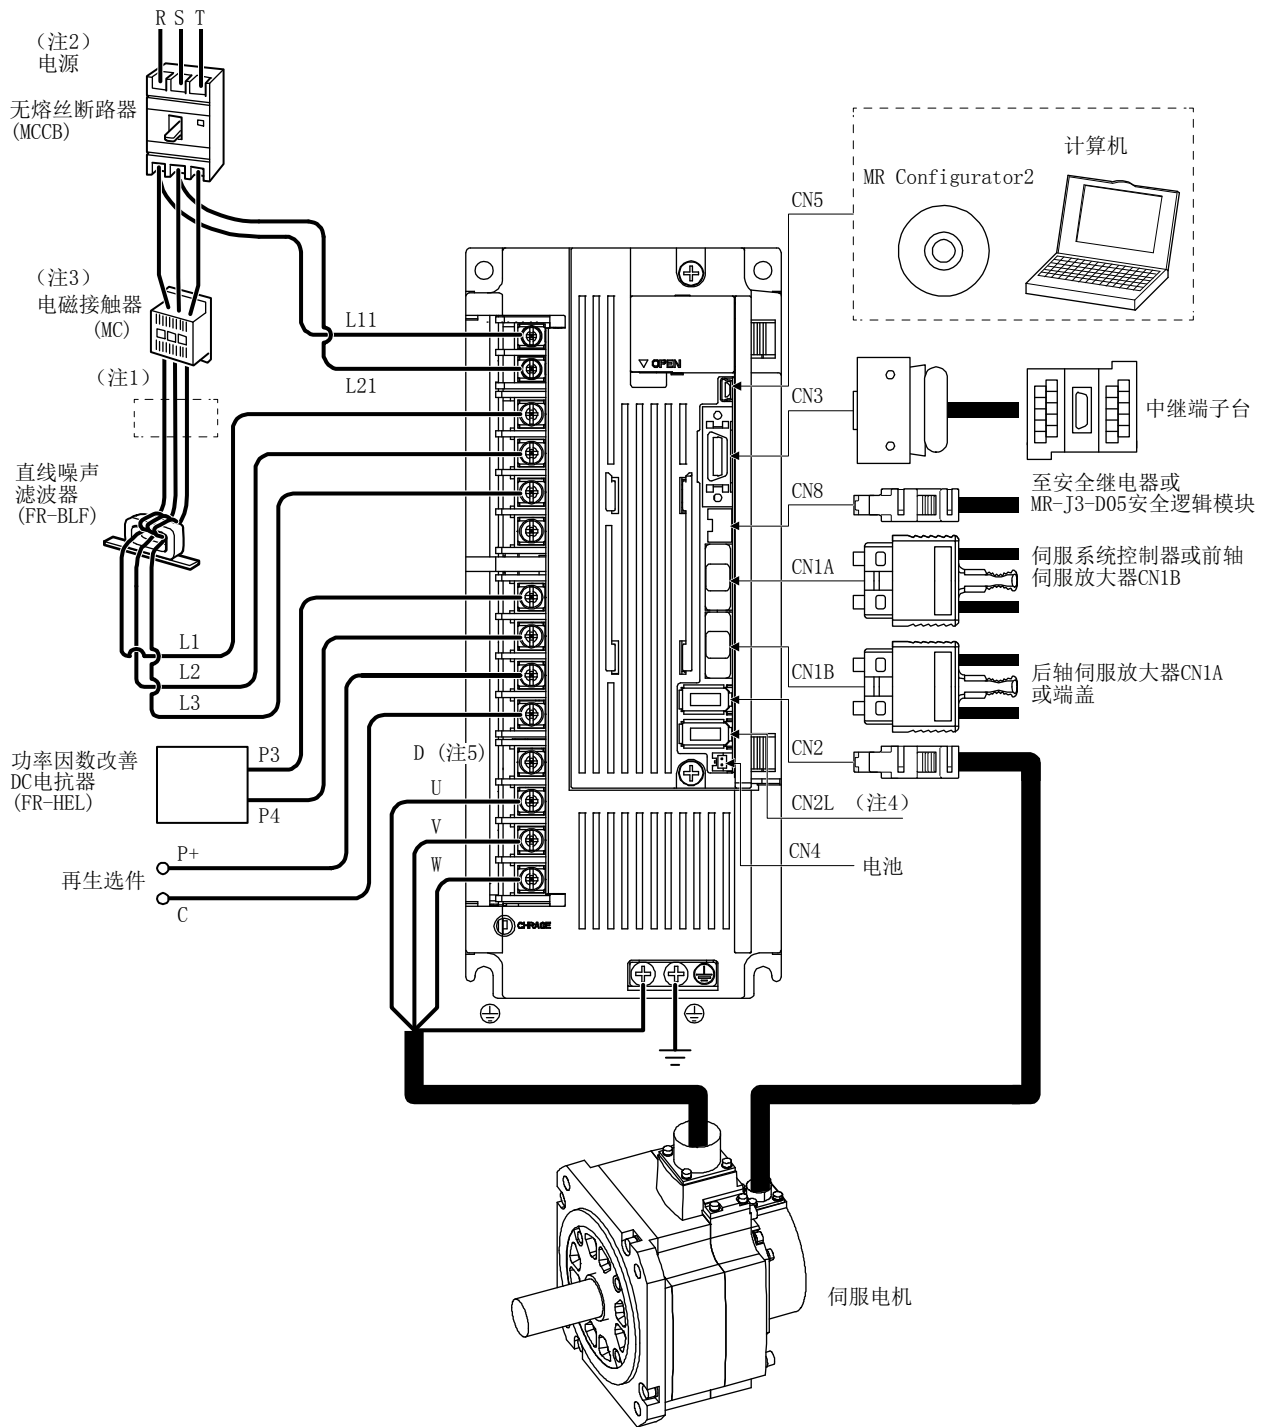 R S T
（注2）
电源
无熔丝断路器
(MCCB)
计算机
MR Configurator2
CN5
（注3）
电磁接触器
(MC)
L11
▽ OPEN
（注1）
L21
CN3
中继端子台
直线噪声
滤波器
(FR-BLF)
CN8
至安全继电器或
MR-J3-D05安全逻辑模块
CN1A
伺服系统控制器或前轴
伺服放大器CN1B
L1
L2
L3
CN1B
后轴伺服放大器CN1A
或端盖
功率因数改善
DC电抗器
(FR-HEL)
P3
P4
D (注5)
CN2
U
CN2L （注4）
V
CN4
W
电池
P+
再生选件
C
CHRAGE
伺服电机